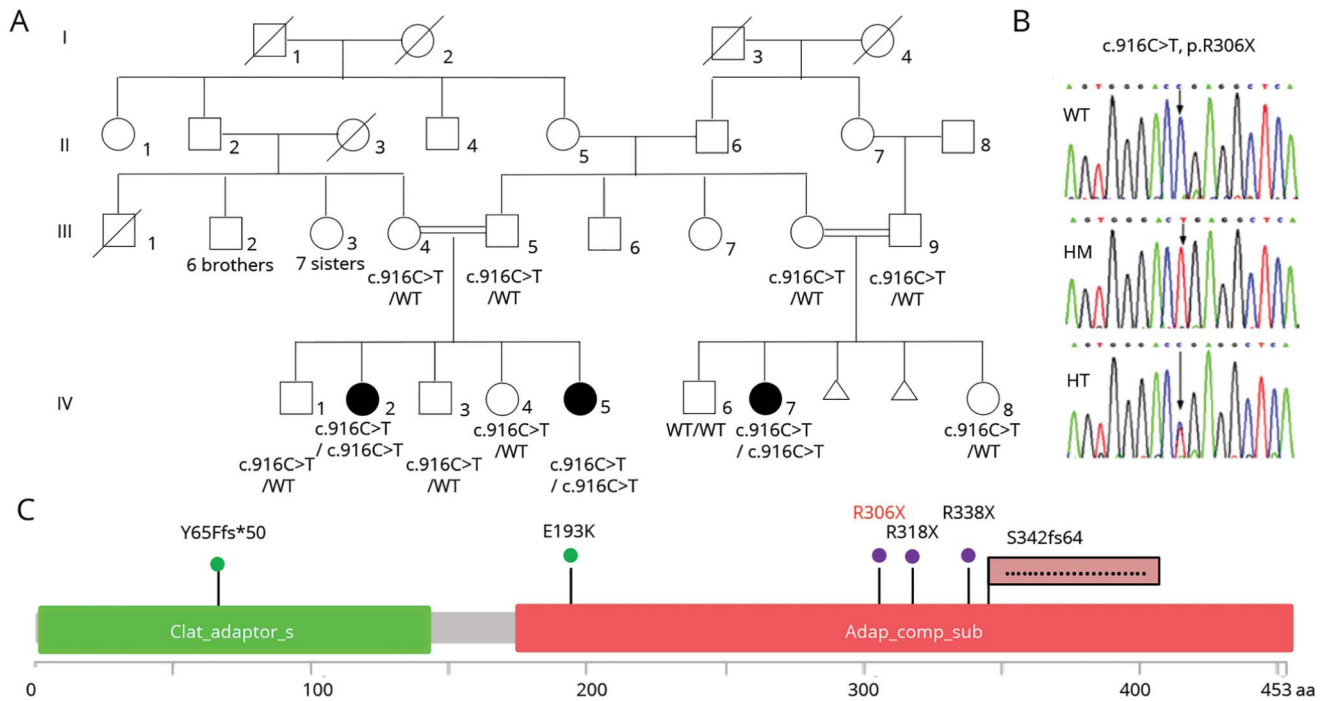 A
B
I
1
2
3
4
c.916C>T, p.R306X
A G T G G G A C C G A G G C T C A
WT
II
1
2
3
4
5
6
7
8
A G T G G G A C T G A G G C T C A
HM
III
1
2
3
4
5
6
7
9
6 brothers
7 sisters
c.916C>T
/WT
c.916C>T
/WT
c.916C>T
/WT
c.916C>T
/WT
A G T G G G A C C G A G G C T C A
HT
IV
1
2
3
4
5
6
7
8
c.916C>T
/WT
c.916C>T
/ c.916C>T
c.916C>T
/WT
c.916C>T
/WT
c.916C>T
/ c.916C>T
WT/WT
c.916C>T
/ c.916C>T
c.916C>T
/WT
C
Y65Ffs*50
E193K
R306X
R318X
R338X
S342fs64
Clat_adaptor_s
Adap_comp_sub
0
100
200
300
400
453 aa